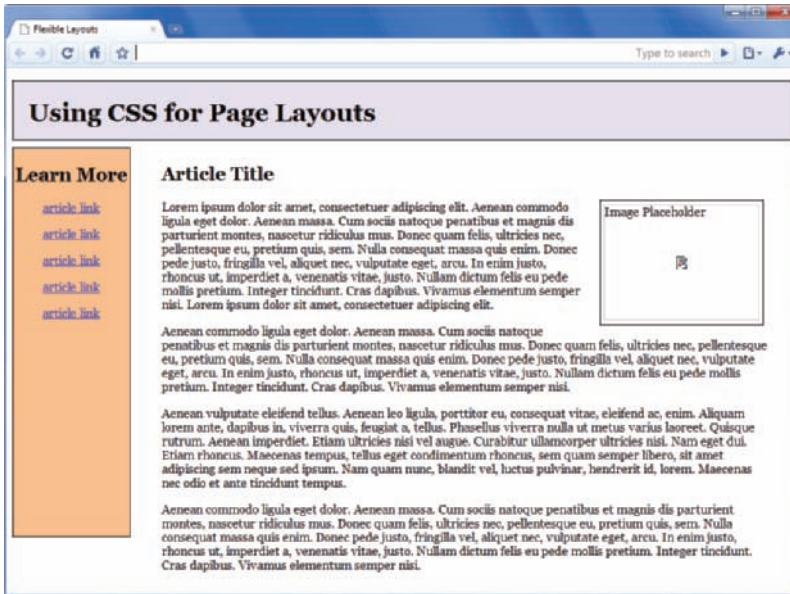 Flexible Layouts
Type to search
Using CSS for Page Layouts
Learn More
article link
article link
article link
article link
article link
Article Title
Lorem ipsum dolor sit amet, consectetuer adipiscing elit. Aenean commodo
ligula eget dolor. Aenean massa. Cum sociis natoque penatibus et magnis dis
parturient montes, nascetur ridiculus mus. Donec quam felis, ultricies nec,
pellentesque eu, pretium quis, sem. Nulla consequat massa quis enim. Donec
pede justo, fringilla vel, aliquet nec, vulputate eget, arcu. In enim justo,
rhoncus ut, imperdiet a, venenatis vitae, justo. Nullam dictum felis eu pede
mollis pretium. Integer tincidunt. Cras dapibus. Vivamus elementum semper
nisi. Lorem ipsum dolor sit amet, consectetuer adipiscing elit.
Image Placeholder
Aenean commodo ligula eget dolor. Aenean massa. Cum sociis natoque
penatibus et magnis dis parturient montes, nascetur ridiculus mus. Donec quam felis, ultricies nec, pellentesque
eu, pretium quis, sem. Nulla consequat massa quis enim. Donec pede justo, fringilla vel, aliquet nec, vulputate
eget, arcu. In enim justo, rhoncus ut, imperdiet a, venenatis vitae, justo. Nullam dictum felis eu pede mollis
pretium. Integer tincidunt. Cras dapibus. Vivamus elementum semper nisi.
Aenean vulputate eleifend tellus. Aenean leo ligula, porttitor eu, consequat vitae, eleifend ac, enim. Aliquam
lorem ante, dapibus in, viverra quis, feugiat a, tellus. Phasellus viverra nulla ut metus varius laoreet. Quisque
rutrum. Aenean imperdiet. Etiam ultricies nisi vel augue. Curabitur ullamcorper ultricies nisi. Nam eget dui.
Etiam rhoncus. Maecenas tempus, tellus eget condimentum rhoncus, sem quam semper libero, sit amet
adipiscing sem neque sed ipsum. Nam quam nunc, blandit vel, luctus pulvinar, hendrerit id, lorem. Maecenas
nec odio et ante tincidunt tempus.
Aenean commodo ligula eget dolor. Aenean massa. Cum sociis natoque penatibus et magnis dis parturient
montes, nascetur ridiculus mus. Donec quam felis, ultricies nec, pellentesque eu, pretium quis, sem. Nulla
consequat massa quis enim. Donec pede justo, fringilla vel, aliquet nec, vulputate eget, arcu. In enim justo,
rhoncus ut, imperdiet a, venenatis vitae, justo. Nullam dictum felis eu pede mollis pretium. Integer tincidunt.
Cras dapibus. Vivamus elementum semper nisi.